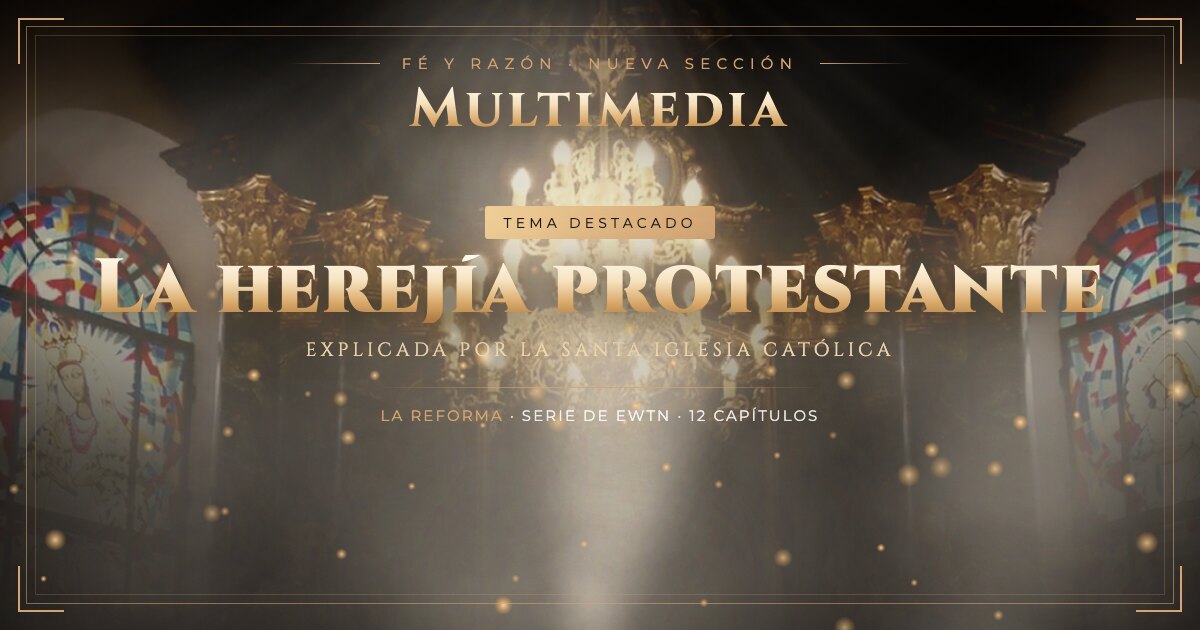 FÉ Y RAZÓN · NUEVA SECCIÓN
MULTIMEDIA
TEMA DESTACADO
LA HEREJÍA PROTESTANTE
EXPLICADA POR LA SANTA IGLESIA CATÓLICA
LA REFORMA · SERIE DE EWTN · 12 CAPÍTULOS